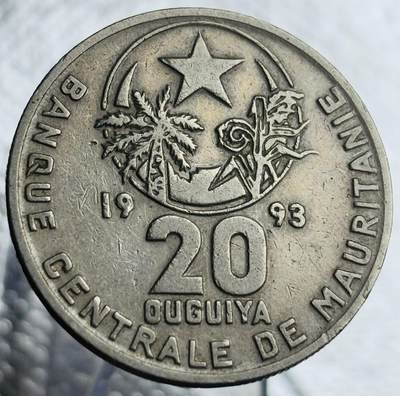 BANQUE CENTRALE DE MAURITANIE
19 93
20
OUGUIYA